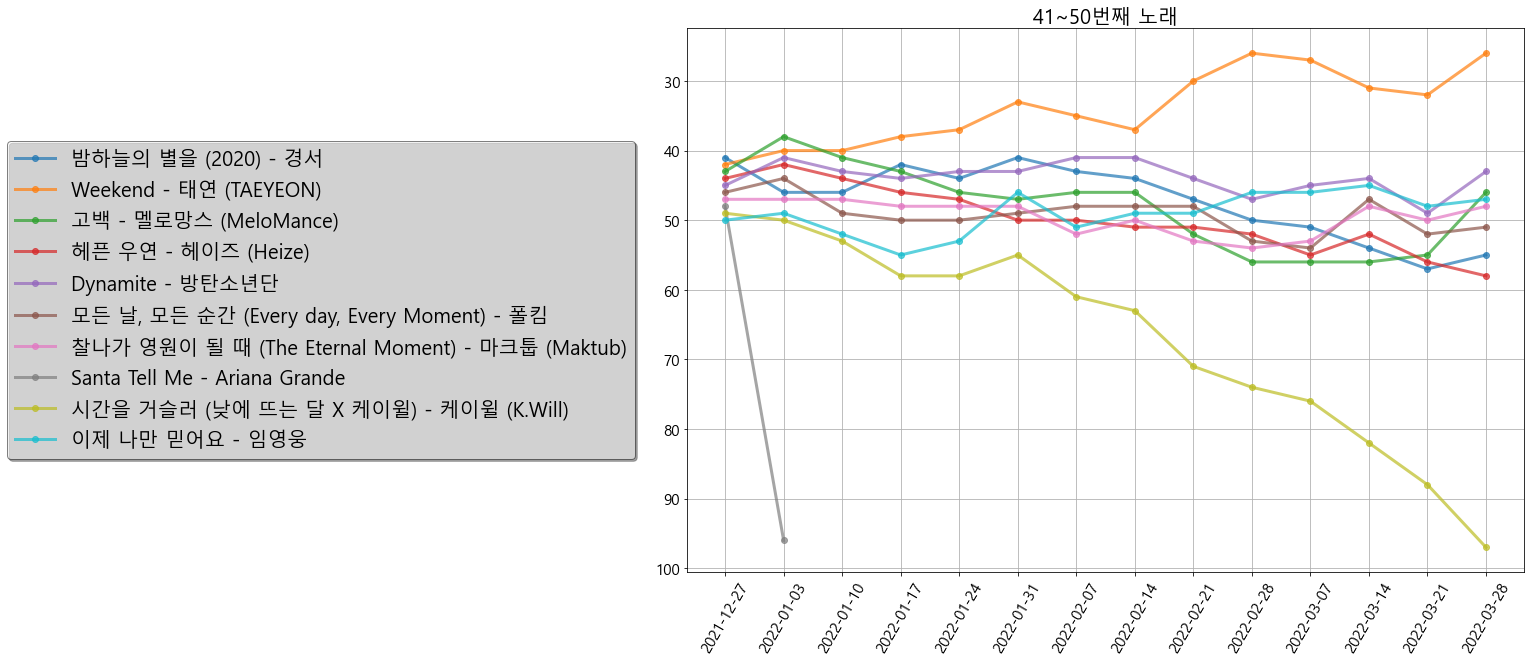 41~50번째 노래
밤하늘의 별을 (2020) - 경서
Weekend - 태연 (TAEYEON)
고백 - 멜로망스 (MeloMance)
헤픈 우연 - 헤이즈 (Heize)
Dynamite - 방탄소년단
모든 날, 모든 순간 (Every day, Every Moment) - 폴킴
찰나가 영원이 될 때 (The Eternal Moment) - 마크툽 (Maktub)
Santa Tell Me - Ariana Grande
시간을 거슬러 (낮에 뜨는 달 X 케이윌) - 케이윌 (K.Will)
이제 나만 믿어요 - 임영웅
30
40
50
60
70
80
90
100
2021-12-27
2022-01-03
2022-01-10
2022-01-17
2022-01-24
2022-01-31
2022-02-07
2022-02-14
2022-02-21
2022-02-28
2022-03-07
2022-03-14
2022-03-21
2022-03-28